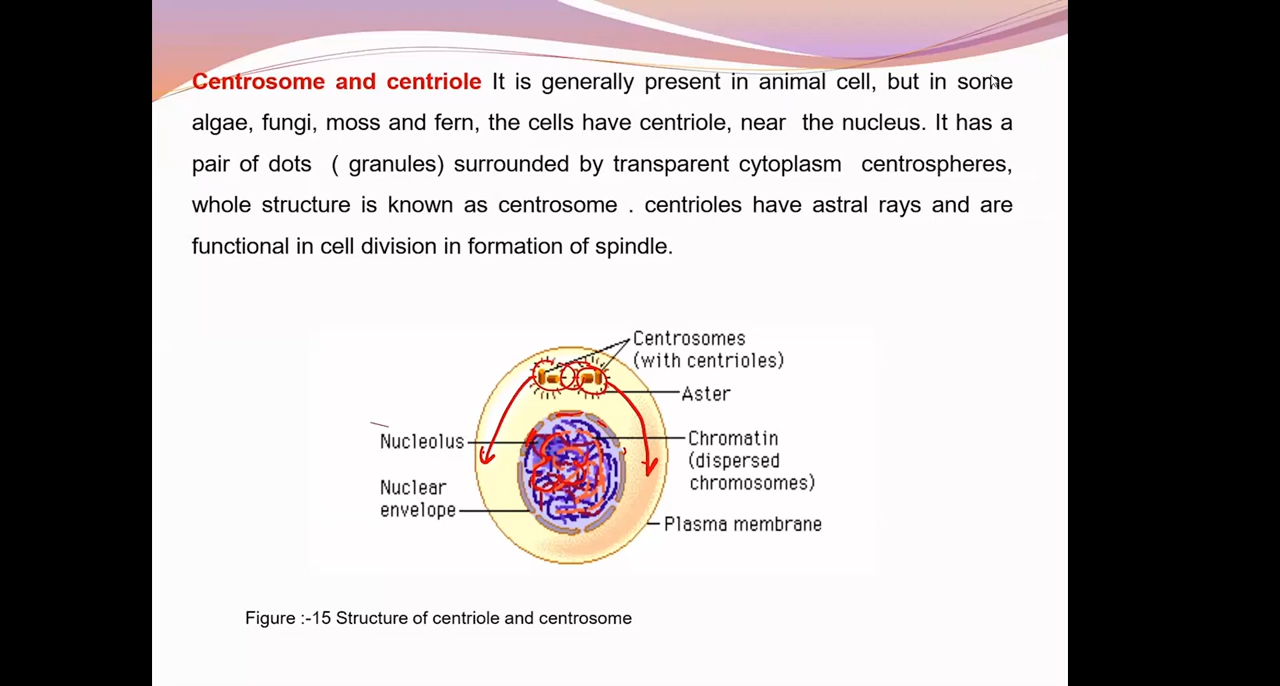 Centrosome and centriole It is generally present in animal cell, but in some
algae, fungi, moss and fern, the cells have centriole, near the nucleus. It has a
pair of dots ( granules) surrounded by transparent cytoplasm centrospheres,
whole structure is known as centrosome . centrioles have astral rays and are
functional in cell division in formation of spindle.
Centrosomes
(with centrioles)
Aster
Nucleolus
Chromatin
(dispersed
chromosomes)
Nuclear
envelope
Plasma membrane
Figure :-15 Structure of centriole and centrosome